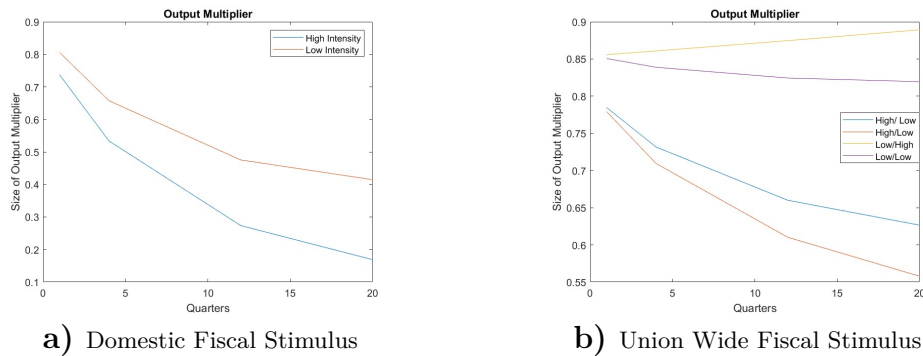 Output Multiplier
Size of Output Multiplier
0.9
0.8
0.7
0.6
0.5
0.4
0.3
0.2
0.1
0
5
10
15
20
Quarters
High Intensity
Low Intensity
a) Domestic Fiscal Stimulus
Output Multiplier
Size of Output Multiplier
0.9
0.85
0.8
0.75
0.7
0.65
0.6
0.55
0
5
10
15
20
Quarters
High/ Low
High/Low
Low/High
Low/Low
b) Union Wide Fiscal Stimulus